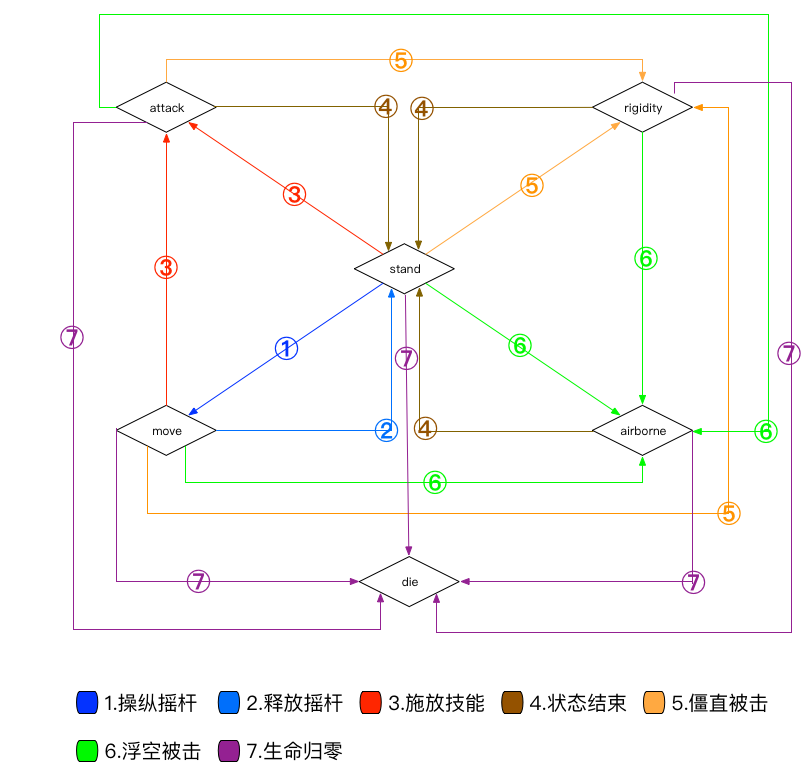 ⑤
attack
④
④
rigidity
⑤
③
③
⑥
stand
⑦
①
⑦
⑥
⑦
move
②
④
airborne
⑥
⑥
⑤
⑦
die
⑦
1.操纵摇杆
2.释放摇杆
3.施放技能
4.状态结束
5.僵直被击
6.浮空被击
7.生命归零